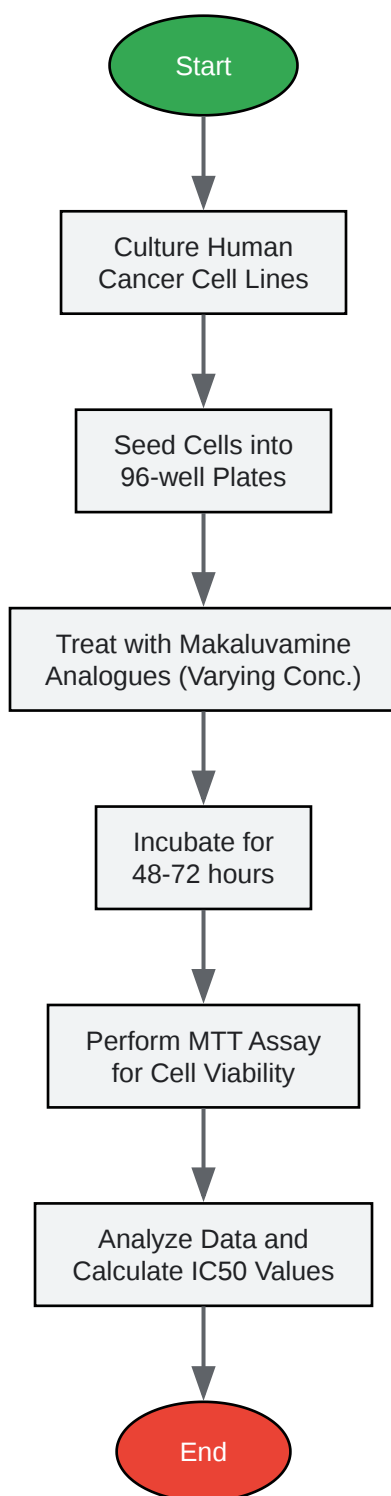 Start
Culture Human
Cancer Cell Lines
Seed Cells into
96-well Plates
Treat with Makaluvamine
Analogues (Varying Conc.)
Incubate for
48-72 hours
Perform MTT Assay
for Cell Viability
Analyze Data and
Calculate IC50 Values
End